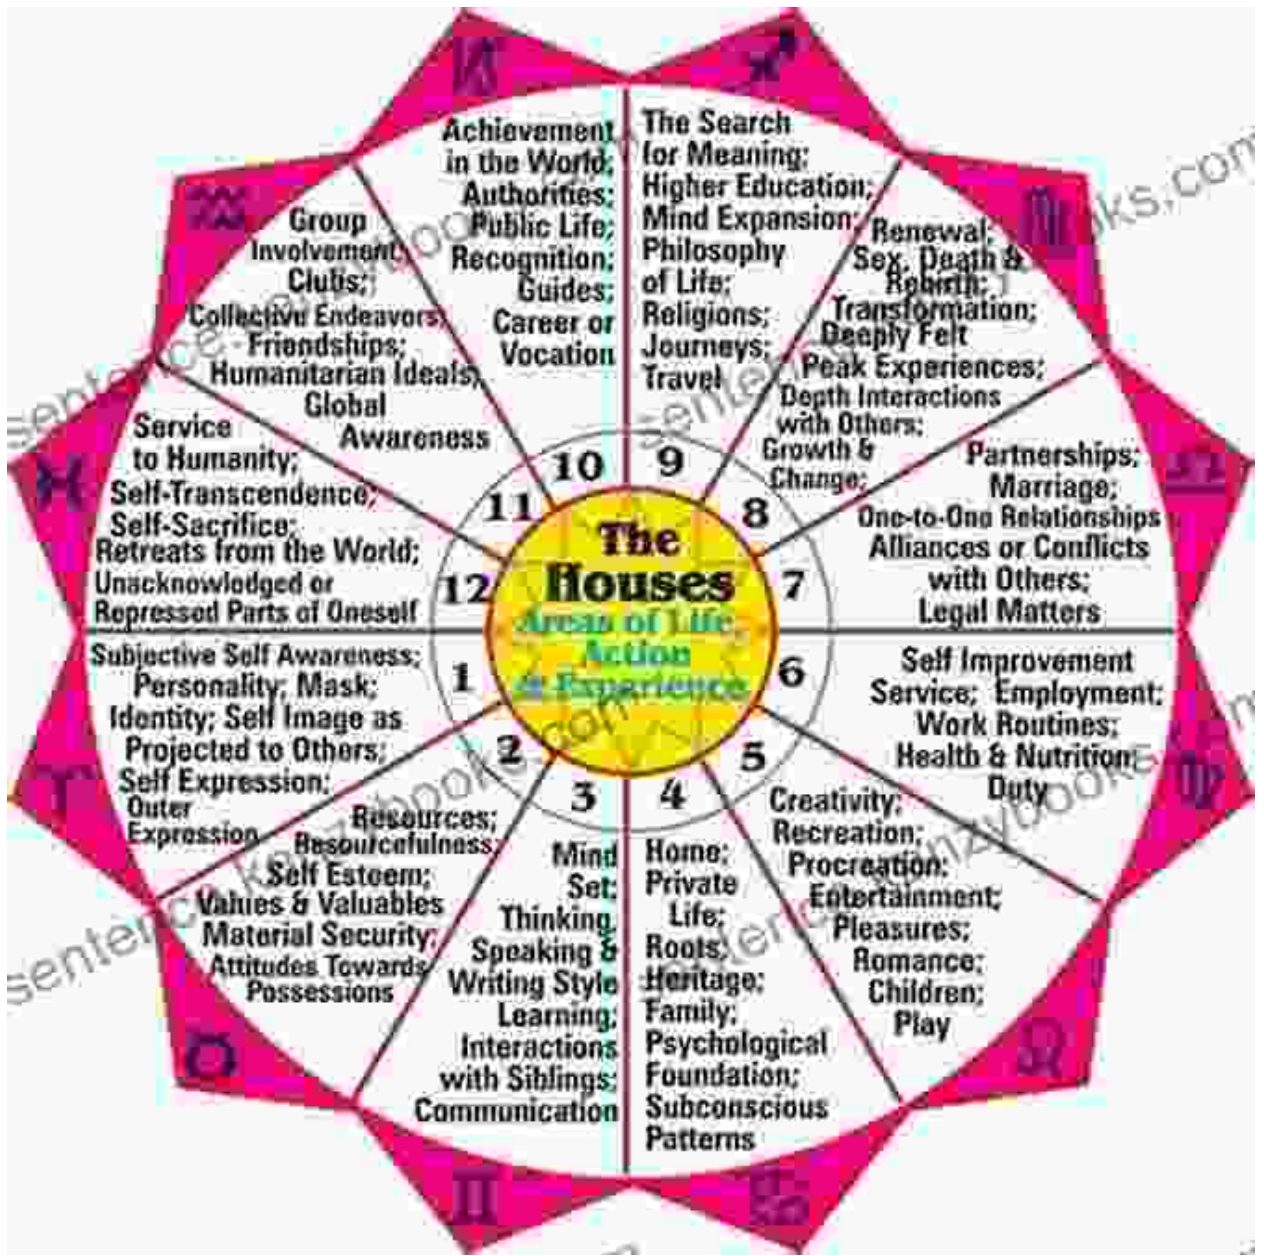 The
Houses
Areas of Life,
Action
& Experience
1
Subjective Self Awareness;
Personality; Mask;
Identity; Self Image as
Projected to Others;
Self Expression;
Outer
Expression
2
Resources;
Resourcefulness;
Self Esteem;
Values & Valuables
Material Security;
Attitudes Towards
Possessions
3
Mind
Set;
Thinking,
Speaking &
Writing Style
Learning;
Interactions
with Siblings;
Communication
4
Home;
Private
Life;
Roots;
Heritage;
Family;
Psychological
Foundation;
Subconscious
Patterns
5
Creativity;
Recreation;
Procreation;
Entertainment;
Pleasures;
Romance;
Children;
Play
6
Self Improvement
Service; Employment;
Work Routines;
Health & Nutrition;
Duty
7
Partnerships;
Marriage;
One-to-One Relationships
Alliances or Conflicts
with Others;
Legal Matters
8
Renewal;
Sex, Death &
Rebirth;
Transformation;
Deeply Felt
Peak Experiences;
Depth Interactions
with Others;
Growth &
Change;
9
The Search
for Meaning;
Higher Education;
Mind Expansion;
Philosophy
of Life;
Religions;
Journeys;
Travel
10
Achievement
in the World;
Authorities;
Public Life;
Recognition;
Guides;
Career or
Vocation
11
Group
Involvement;
Clubs;
Collective Endeavors;
Friendships;
Humanitarian Ideals;
Global
Awareness
12
Service
to Humanity;
Self-Transcendence;
Self-Sacrifice;
Retreats from the World;
Unacknowledged or
Repressed Parts of Oneself